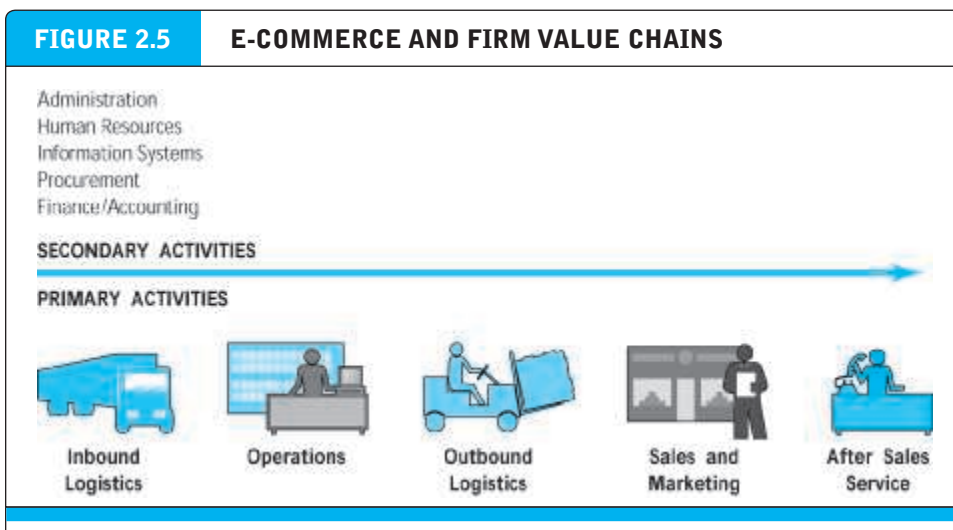 FIGURE 2.5 E-COMMERCE AND FIRM VALUE CHAINS
Administration
Human Resources
Information Systems
Procurement
Finance/Accounting
SECONDARY ACTIVITIES
PRIMARY ACTIVITIES
Inbound Logistics
Operations
Outbound Logistics
Sales and Marketing
After Sales Service